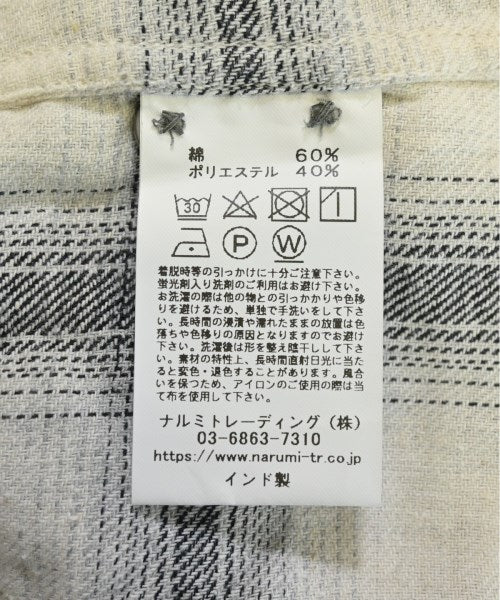 綿 60%
ポリエステル 40%
30
P W
着脱時等の引っかけに十分ご注意下さい。
蛍光剤入り洗剤のご利用はお避け下さい。
お洗濯の際は他の物との引っかかりや色移
りを避けるため、単独で手洗いをして下さ
い。長時間の浸漬や濡れたままの放置は色
落ちや色移りの原因となりますのでお避け
下さい。洗濯後は形を整え陰干しして下さ
い。素材の特性上、長時間直射日光に当た
ると変色・退色することがあります。風合
いを保つため、アイロンのご使用の際は当
て布を使用して下さい。
ナルミトレーディング（株）
03-6863-7310
https://www.narumi-tr.co.jp
インド製